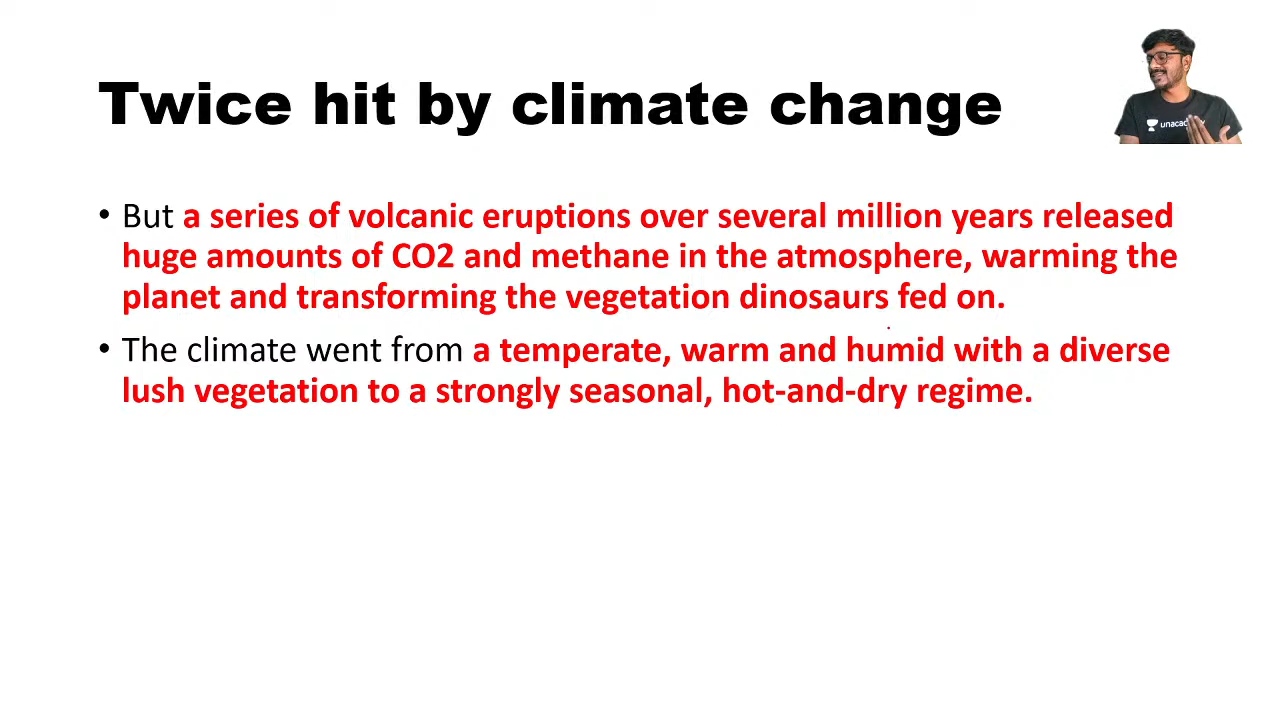 Twice hit by climate change
• But a series of volcanic eruptions over several million years released
huge amounts of CO2 and methane in the atmosphere, warming the
planet and transforming the vegetation dinosaurs fed on.
• The climate went from a temperate, warm and humid with a diverse
lush vegetation to a strongly seasonal, hot-and-dry regime.